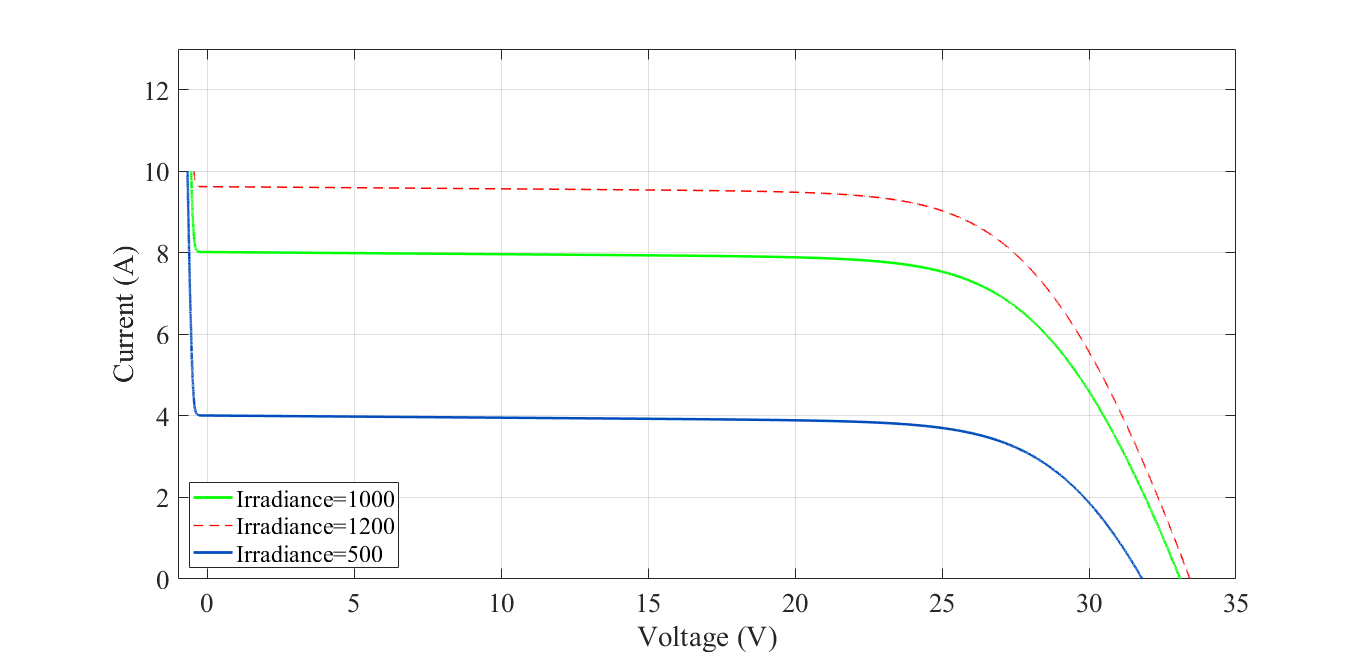 12
10
8
6
4
2
0
Current (A)
Irradiance=1000
Irradiance=1200
Irradiance=500
0 5 10 15 20 25 30 35
Voltage (V)